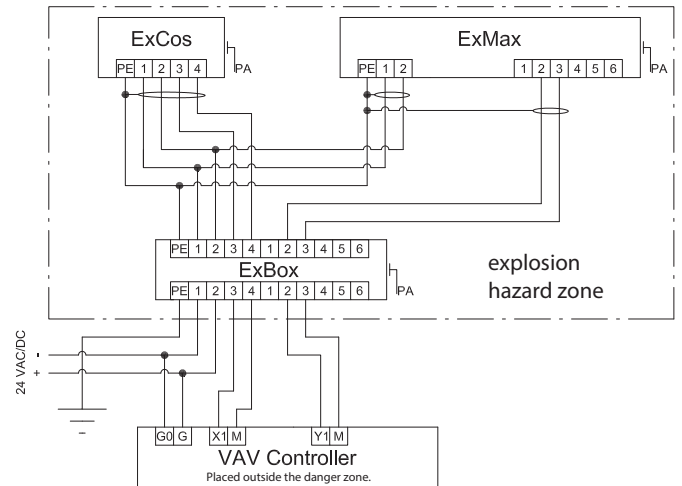 ExCos
ExMax
PE 1 2 3 4
PA
PE 1 2
1 2 3 4 5 6
PA
PE 1 2 3 4 1 2 3 4 5 6
ExBox
PE 1 2 3 4 1 2 3 4 5 6
PA
explosion
hazard zone
24 VAC/DC
-
+
G0 G
X1 M
Y1 M
VAV Controller
Placed outside the danger zone.